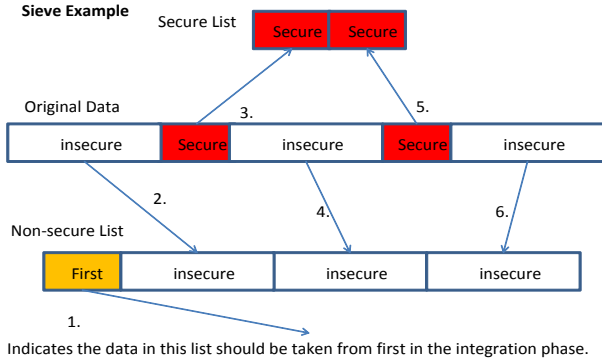 Sieve Example
Secure List
Secure Secure
Original Data
3. 5.
insecure Secure insecure Secure insecure
2. 4. 6.
Non-secure List
First insecure insecure insecure
1.
Indicates the data in this list should be taken from first in the integration phase.